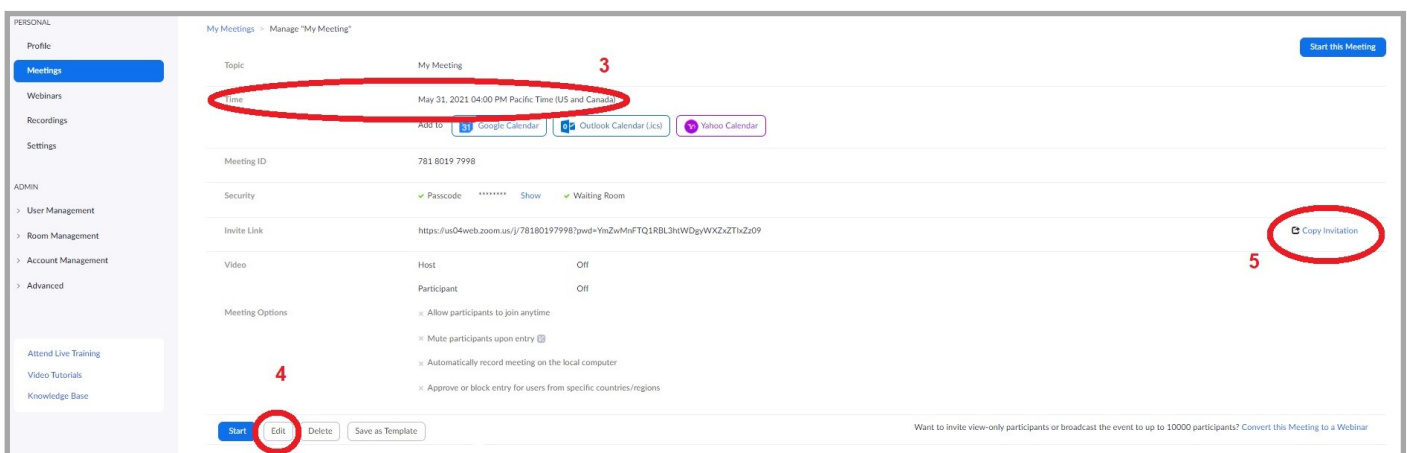 PERSONAL
Profile
Meetings
Webinars
Recordings
Settings
ADMIN
> User Management
> Room Management
> Account Management
> Advanced
Attend Live Training
Video Tutorials
Knowledge Base
My Meetings > Manage "My Meeting"
Start this Meeting
Topic My Meeting
3
Time May 31, 2021 04:00 PM Pacific Time (US and Canada)
Add to 31 Google Calendar Outlook Calendar (.ics) Yahoo Calendar
Meeting ID 781 8019 7998
Security Passcode ******** Show Waiting Room
Invite Link https://us04web.zoom.us/j/78180197998?pwd=YmZwMnFTQ1RBL3htWDgyWXZxZTIxZz09 Copy Invitation
5
Video Host Off
Participant Off
Meeting Options × Allow participants to join anytime
× Mute participants upon entry
× Automatically record meeting on the local computer
× Approve or block entry for users from specific countries/regions
4
Start Edit Delete Save as Template
Want to invite view-only participants or broadcast the event to up to 10000 participants? Convert this Meeting to a Webinar